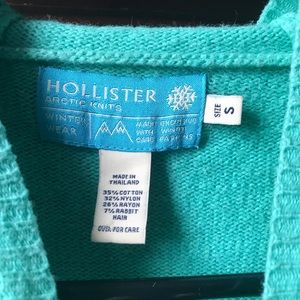 HOLLISTER
ARCTIC KNITS
WINTER
WEAR
WITH
SIZE
S
MADE IN
THAILAND
35% COTTON
32% NYLON
26% RAYON
7% RABBIT
HAIR
OVER FOR CARE